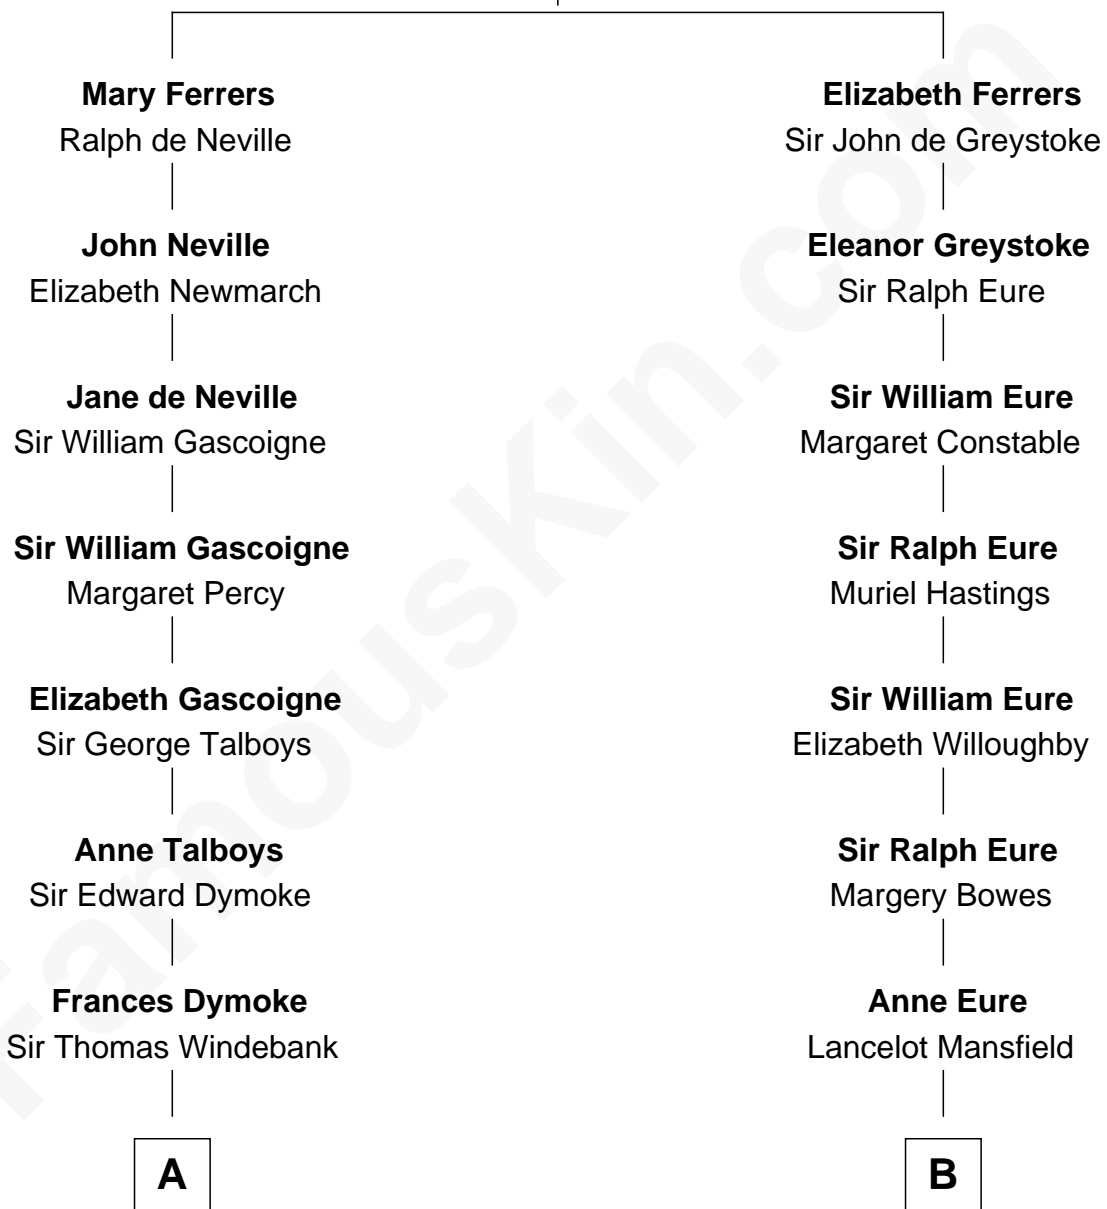 Mary Ferrers
Ralph de Neville
John Neville
Elizabeth Newmarch
Jane de Neville
Sir William Gascoigne
Sir William Gascoigne
Margaret Percy
Elizabeth Gascoigne
Sir George Talboys
Anne Talboys
Sir Edward Dymoke
Frances Dymoke
Sir Thomas Windebank
A
Elizabeth Ferrers
Sir John de Greystoke
Eleanor Greystoke
Sir Ralph Eure
Sir William Eure
Margaret Constable
Sir Ralph Eure
Muriel Hastings
Sir William Eure
Elizabeth Willoughby
Sir Ralph Eure
Margery Bowes
Anne Eure
Lancelot Mansfield
B
FamousKin.com